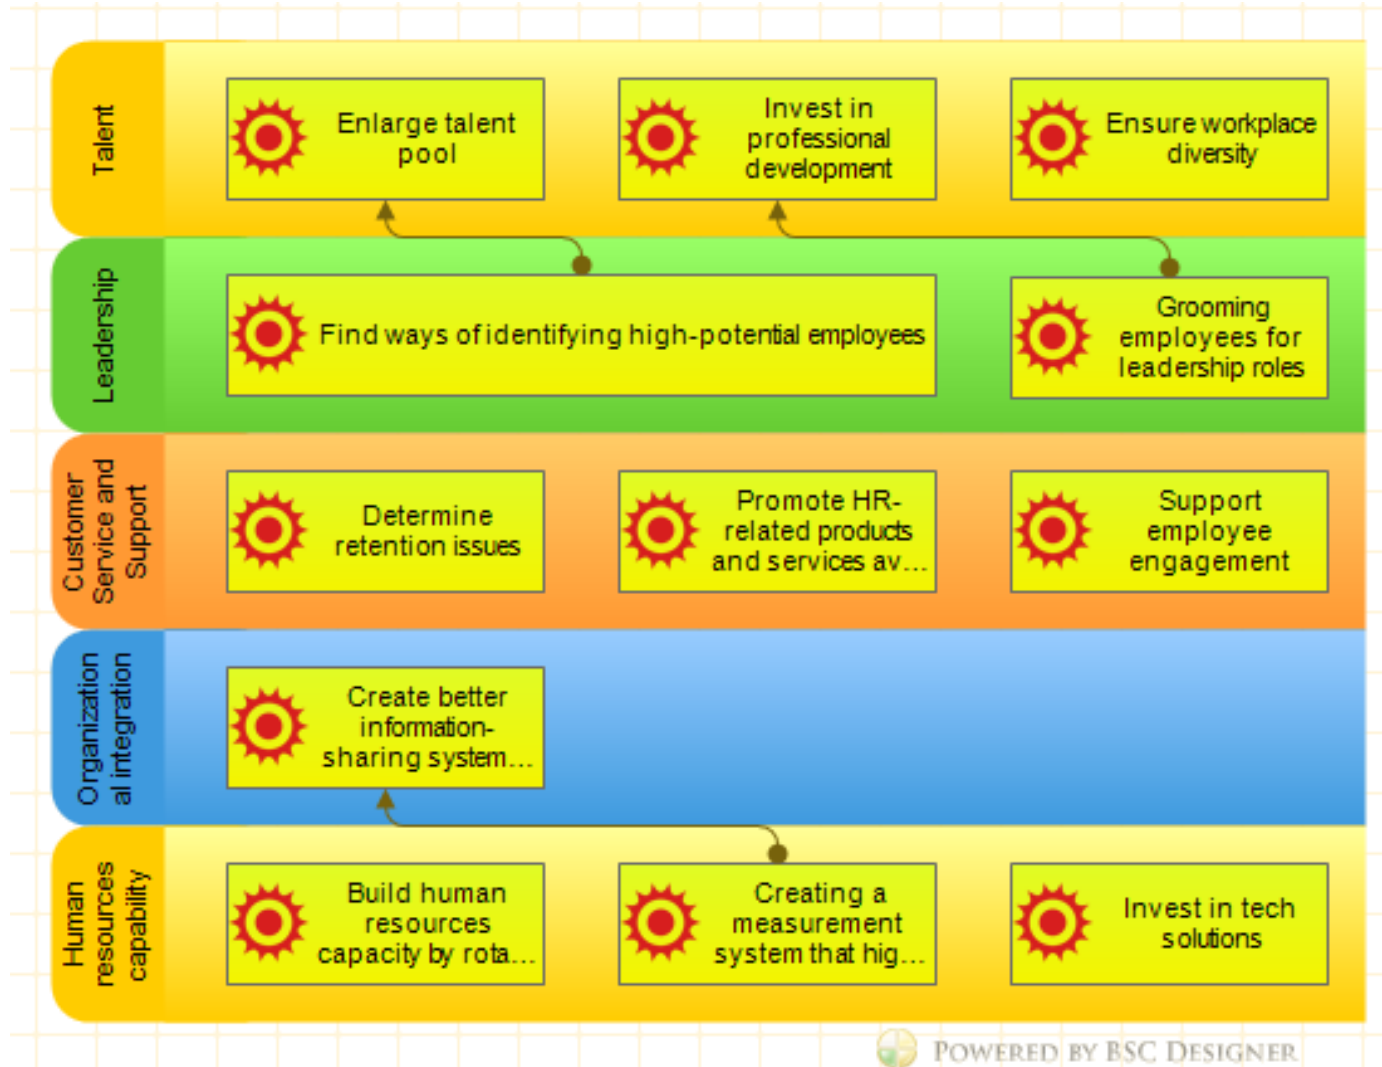 Talent
Enlarge talent
pool
Invest in
professional
development
Ensure workplace
diversity
Leadership
Find ways of identifying high-potential employees
Grooming
employees for
leadership roles
Customer
Service and
Support
Determine
retention issues
Promote HR-
related products
and services av...
Support
employee
engagement
Organization
al integration
Create better
information-
sharing system...
Human
resources
capability
Build human
resources
capacity by rota...
Creating a
measurement
system that hig...
Invest in tech
solutions
POWERED BY BSC DESIGNER